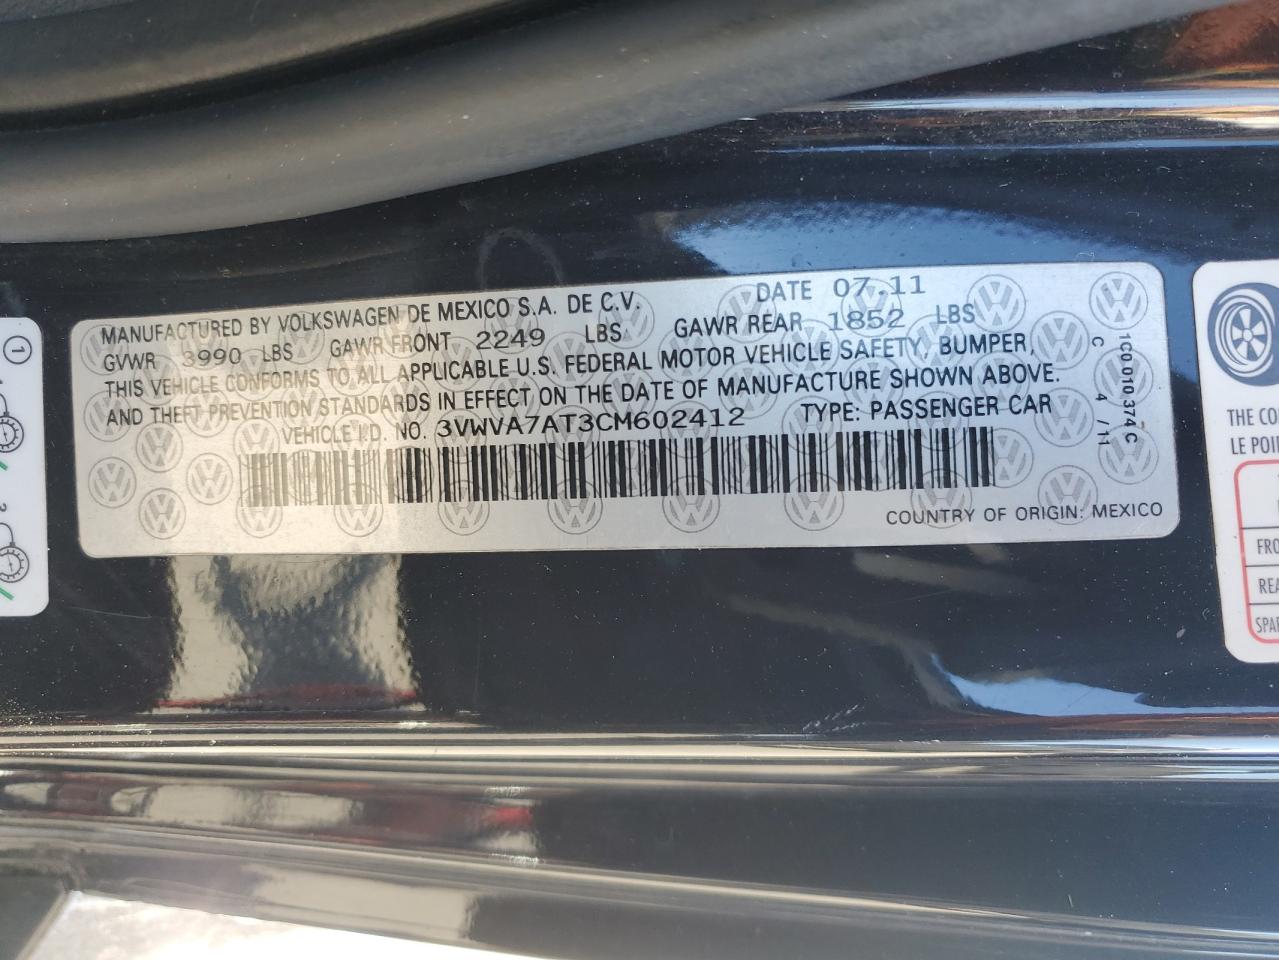 MANUFACTURED BY VOLKSWAGEN DE MEXICO S.A. DE C.V. DATE 07 11
GVWR 3990 LBS GAWR FRONT 2249 LBS GAWR REAR 1852 LBS
THIS VEHICLE CONFORMS TO ALL APPLICABLE U.S. FEDERAL MOTOR VEHICLE SAFETY, BUMPER,
AND THEFT PREVENTION STANDARDS IN EFFECT ON THE DATE OF MANUFACTURE SHOWN ABOVE.
VEHICLE I.D. NO. 3VWVA7AT3CM602412 TYPE: PASSENGER CAR
COUNTRY OF ORIGIN: MEXICO
1C0.010.374 C
C 4 / 11
1
2
THE CO
LE POI
FRO
REA
SPAR